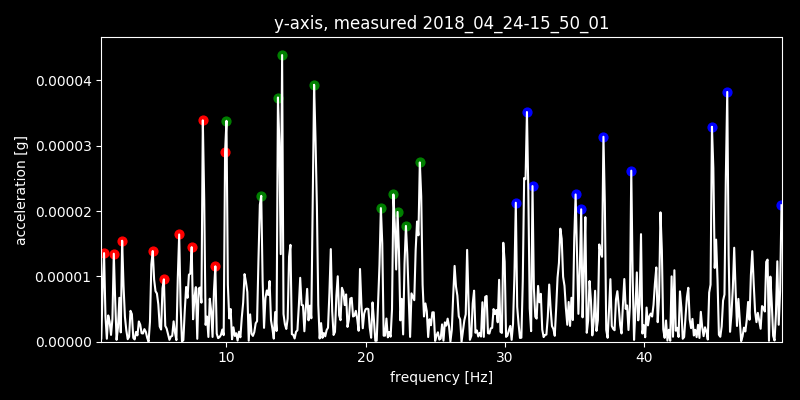 y-axis, measured 2018_04_24-15_50_01
0.00004
0.00003
0.00002
0.00001
0.00000
acceleration [g]
10 20 30 40
frequency [Hz]